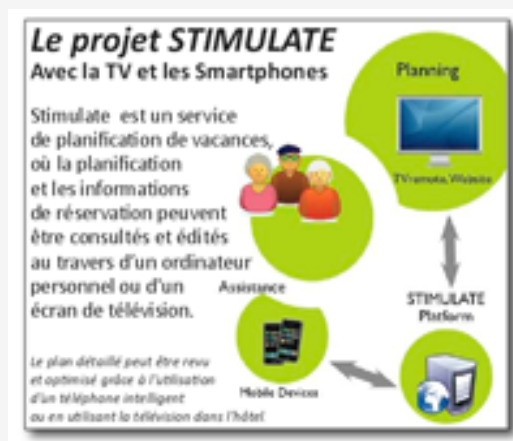 Le projet STIMULATE
Avec la TV et les Smartphones
Stimulate est un service
de planification de vacances,
où la planification
et les informations
de réservation peuvent
être consultés et édités
au travers d'un ordinateur
personnel ou d'un
écran de télévision.
Le plan détaillé peut être revu
et optimisé grâce à l'utilisation
d'un téléphone intelligent
ou en utilisant la télévision dans l'hôtel
Planning
TVremote, Website
Assistance
STIMULATE
Platform
Mobile Devices